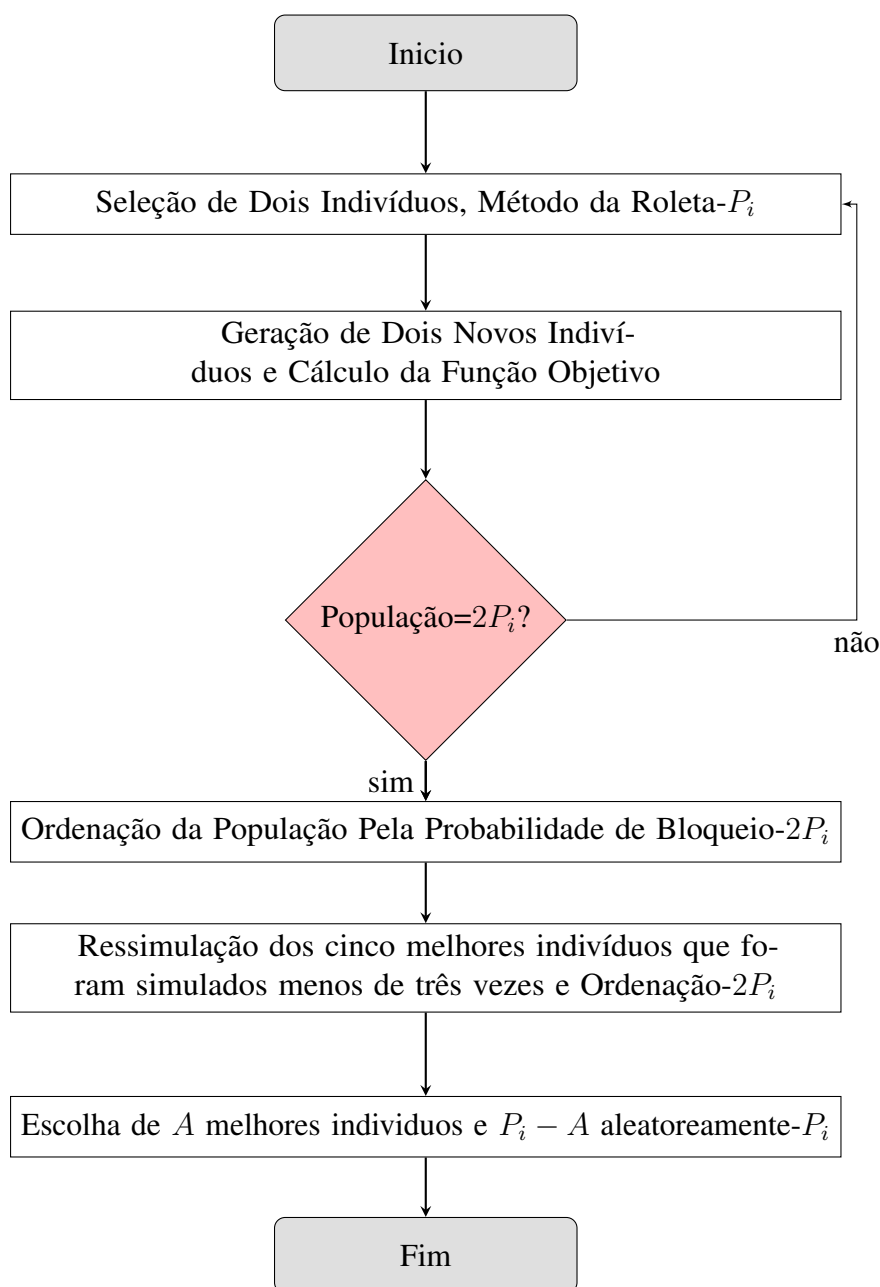 Inicio
Seleção de Dois Indivíduos, Método da Roleta-$P_i$
Geração de Dois Novos Indiví-
duos e Cálculo da Função Objetivo
População=$2P_i$?
não
sim
Ordenação da População Pela Probabilidade de Bloqueio-$2P_i$
Ressimulação dos cinco melhores indivíduos que fo-
ram simulados menos de três vezes e Ordenação-$2P_i$
Escolha de $A$ melhores individuos e $P_i - A$ aleatoreamente-$P_i$
Fim